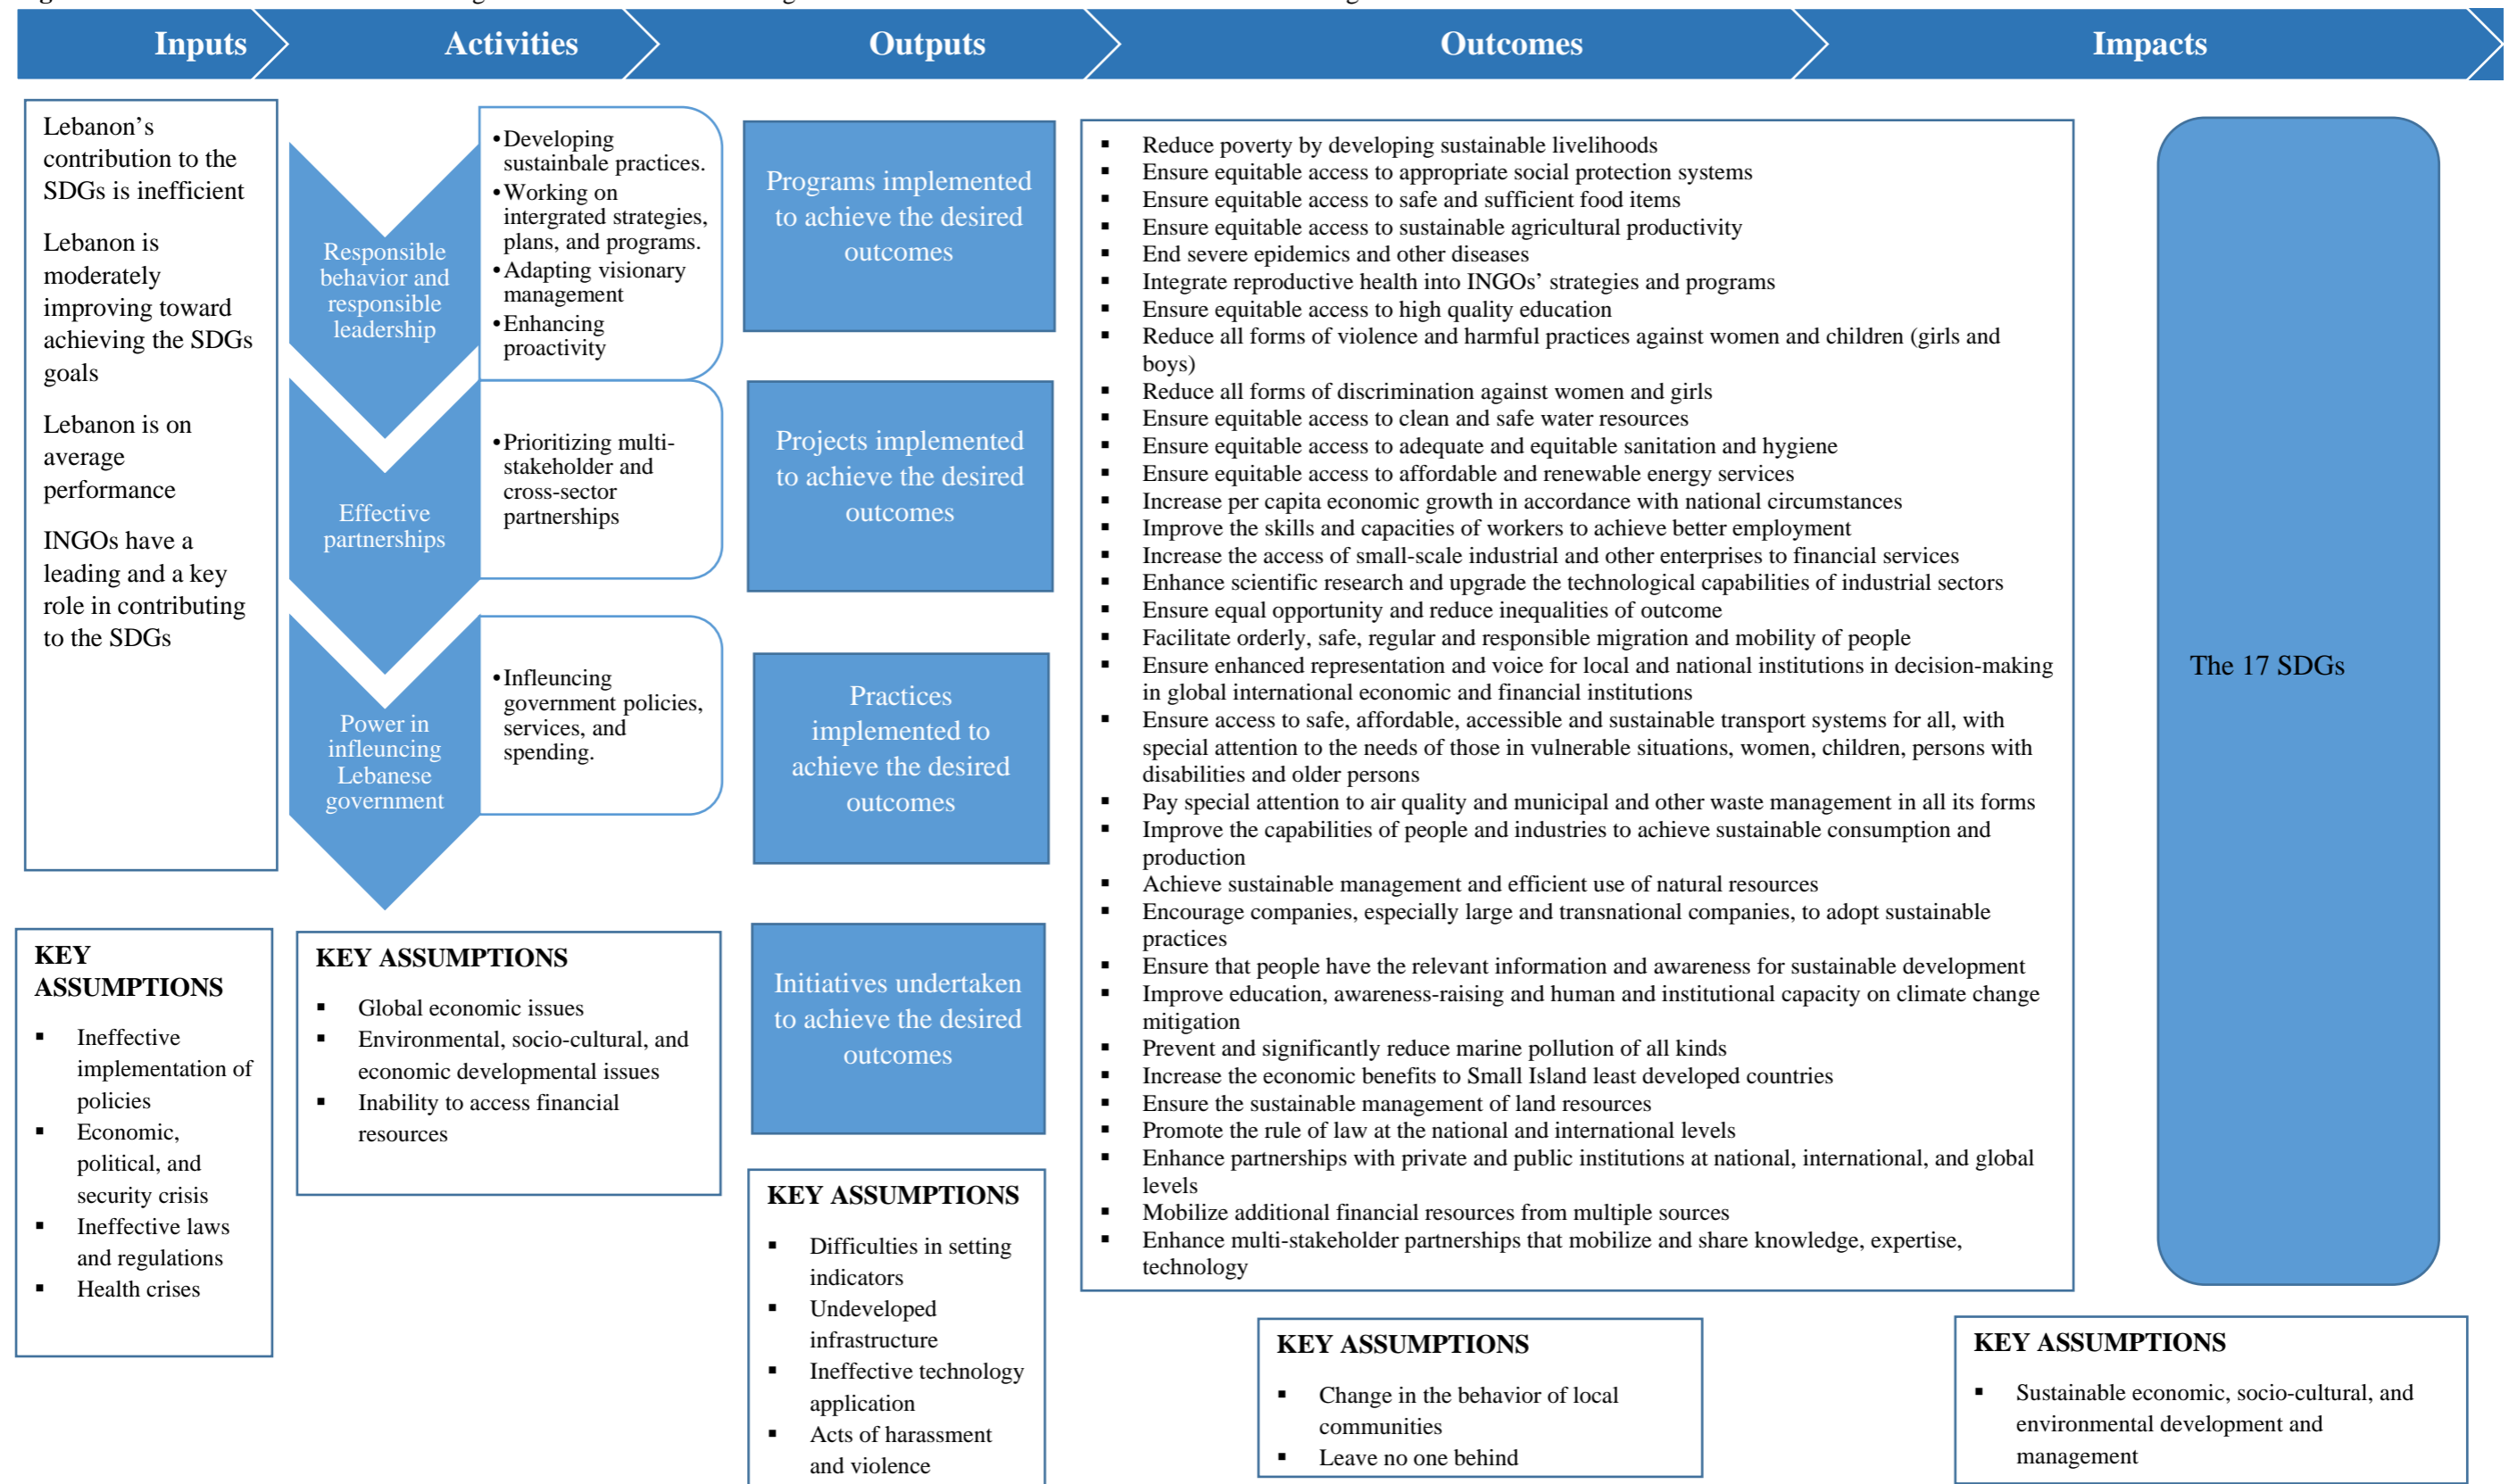 Inputs
Activities
Outputs
Outcomes
Impacts
Lebanon’s
contribution to the
SDGs is inefficient
Lebanon is
moderately
improving toward
achieving the SDGs
goals
Lebanon is on
average
performance
INGOs have a
leading and a key
role in contributing
to the SDGs
KEY
ASSUMPTIONS
▪ Ineffective
implementation of
policies
▪ Economic,
political, and
security crisis
▪ Ineffective laws
and regulations
▪ Health crises
Responsible
behavior and
responsible
leadership
•Developing
sustainbale practices.
•Working on
intergrated strategies,
plans, and programs.
•Adapting visionary
management
•Enhancing
proactivity
Effective
partnerships
•Prioritizing multi-
stakeholder and
cross-sector
partnerships
Power in
infleuncing
Lebanese
government
•Infleuncing
government policies,
services, and
spending.
KEY ASSUMPTIONS
▪ Global economic issues
▪ Environmental, socio-cultural, and
economic developmental issues
▪ Inability to access financial
resources
Programs implemented
to achieve the desired
outcomes
Projects implemented
to achieve the desired
outcomes
Practices
implemented to
achieve the desired
outcomes
Initiatives undertaken
to achieve the desired
outcomes
KEY ASSUMPTIONS
▪ Difficulties in setting
indicators
▪ Undeveloped
infrastructure
▪ Ineffective technology
application
▪ Acts of harassment
and violence
▪ Reduce poverty by developing sustainable livelihoods
▪ Ensure equitable access to appropriate social protection systems
▪ Ensure equitable access to safe and sufficient food items
▪ Ensure equitable access to sustainable agricultural productivity
▪ End severe epidemics and other diseases
▪ Integrate reproductive health into INGOs’ strategies and programs
▪ Ensure equitable access to high quality education
▪ Reduce all forms of violence and harmful practices against women and children (girls and
boys)
▪ Reduce all forms of discrimination against women and girls
▪ Ensure equitable access to clean and safe water resources
▪ Ensure equitable access to adequate and equitable sanitation and hygiene
▪ Ensure equitable access to affordable and renewable energy services
▪ Increase per capita economic growth in accordance with national circumstances
▪ Improve the skills and capacities of workers to achieve better employment
▪ Increase the access of small-scale industrial and other enterprises to financial services
▪ Enhance scientific research and upgrade the technological capabilities of industrial sectors
▪ Ensure equal opportunity and reduce inequalities of outcome
▪ Facilitate orderly, safe, regular and responsible migration and mobility of people
▪ Ensure enhanced representation and voice for local and national institutions in decision-making
in global international economic and financial institutions
▪ Ensure access to safe, affordable, accessible and sustainable transport systems for all, with
special attention to the needs of those in vulnerable situations, women, children, persons with
disabilities and older persons
▪ Pay special attention to air quality and municipal and other waste management in all its forms
▪ Improve the capabilities of people and industries to achieve sustainable consumption and
production
▪ Achieve sustainable management and efficient use of natural resources
▪ Encourage companies, especially large and transnational companies, to adopt sustainable
practices
▪ Ensure that people have the relevant information and awareness for sustainable development
▪ Improve education, awareness-raising and human and institutional capacity on climate change
mitigation
▪ Prevent and significantly reduce marine pollution of all kinds
▪ Increase the economic benefits to Small Island least developed countries
▪ Ensure the sustainable management of land resources
▪ Promote the rule of law at the national and international levels
▪ Enhance partnerships with private and public institutions at national, international, and global
levels
▪ Mobilize additional financial resources from multiple sources
▪ Enhance multi-stakeholder partnerships that mobilize and share knowledge, expertise,
technology
KEY ASSUMPTIONS
▪ Change in the behavior of local
communities
▪ Leave no one behind
The 17 SDGs
KEY ASSUMPTIONS
▪ Sustainable economic, socio-cultural, and
environmental development and
management